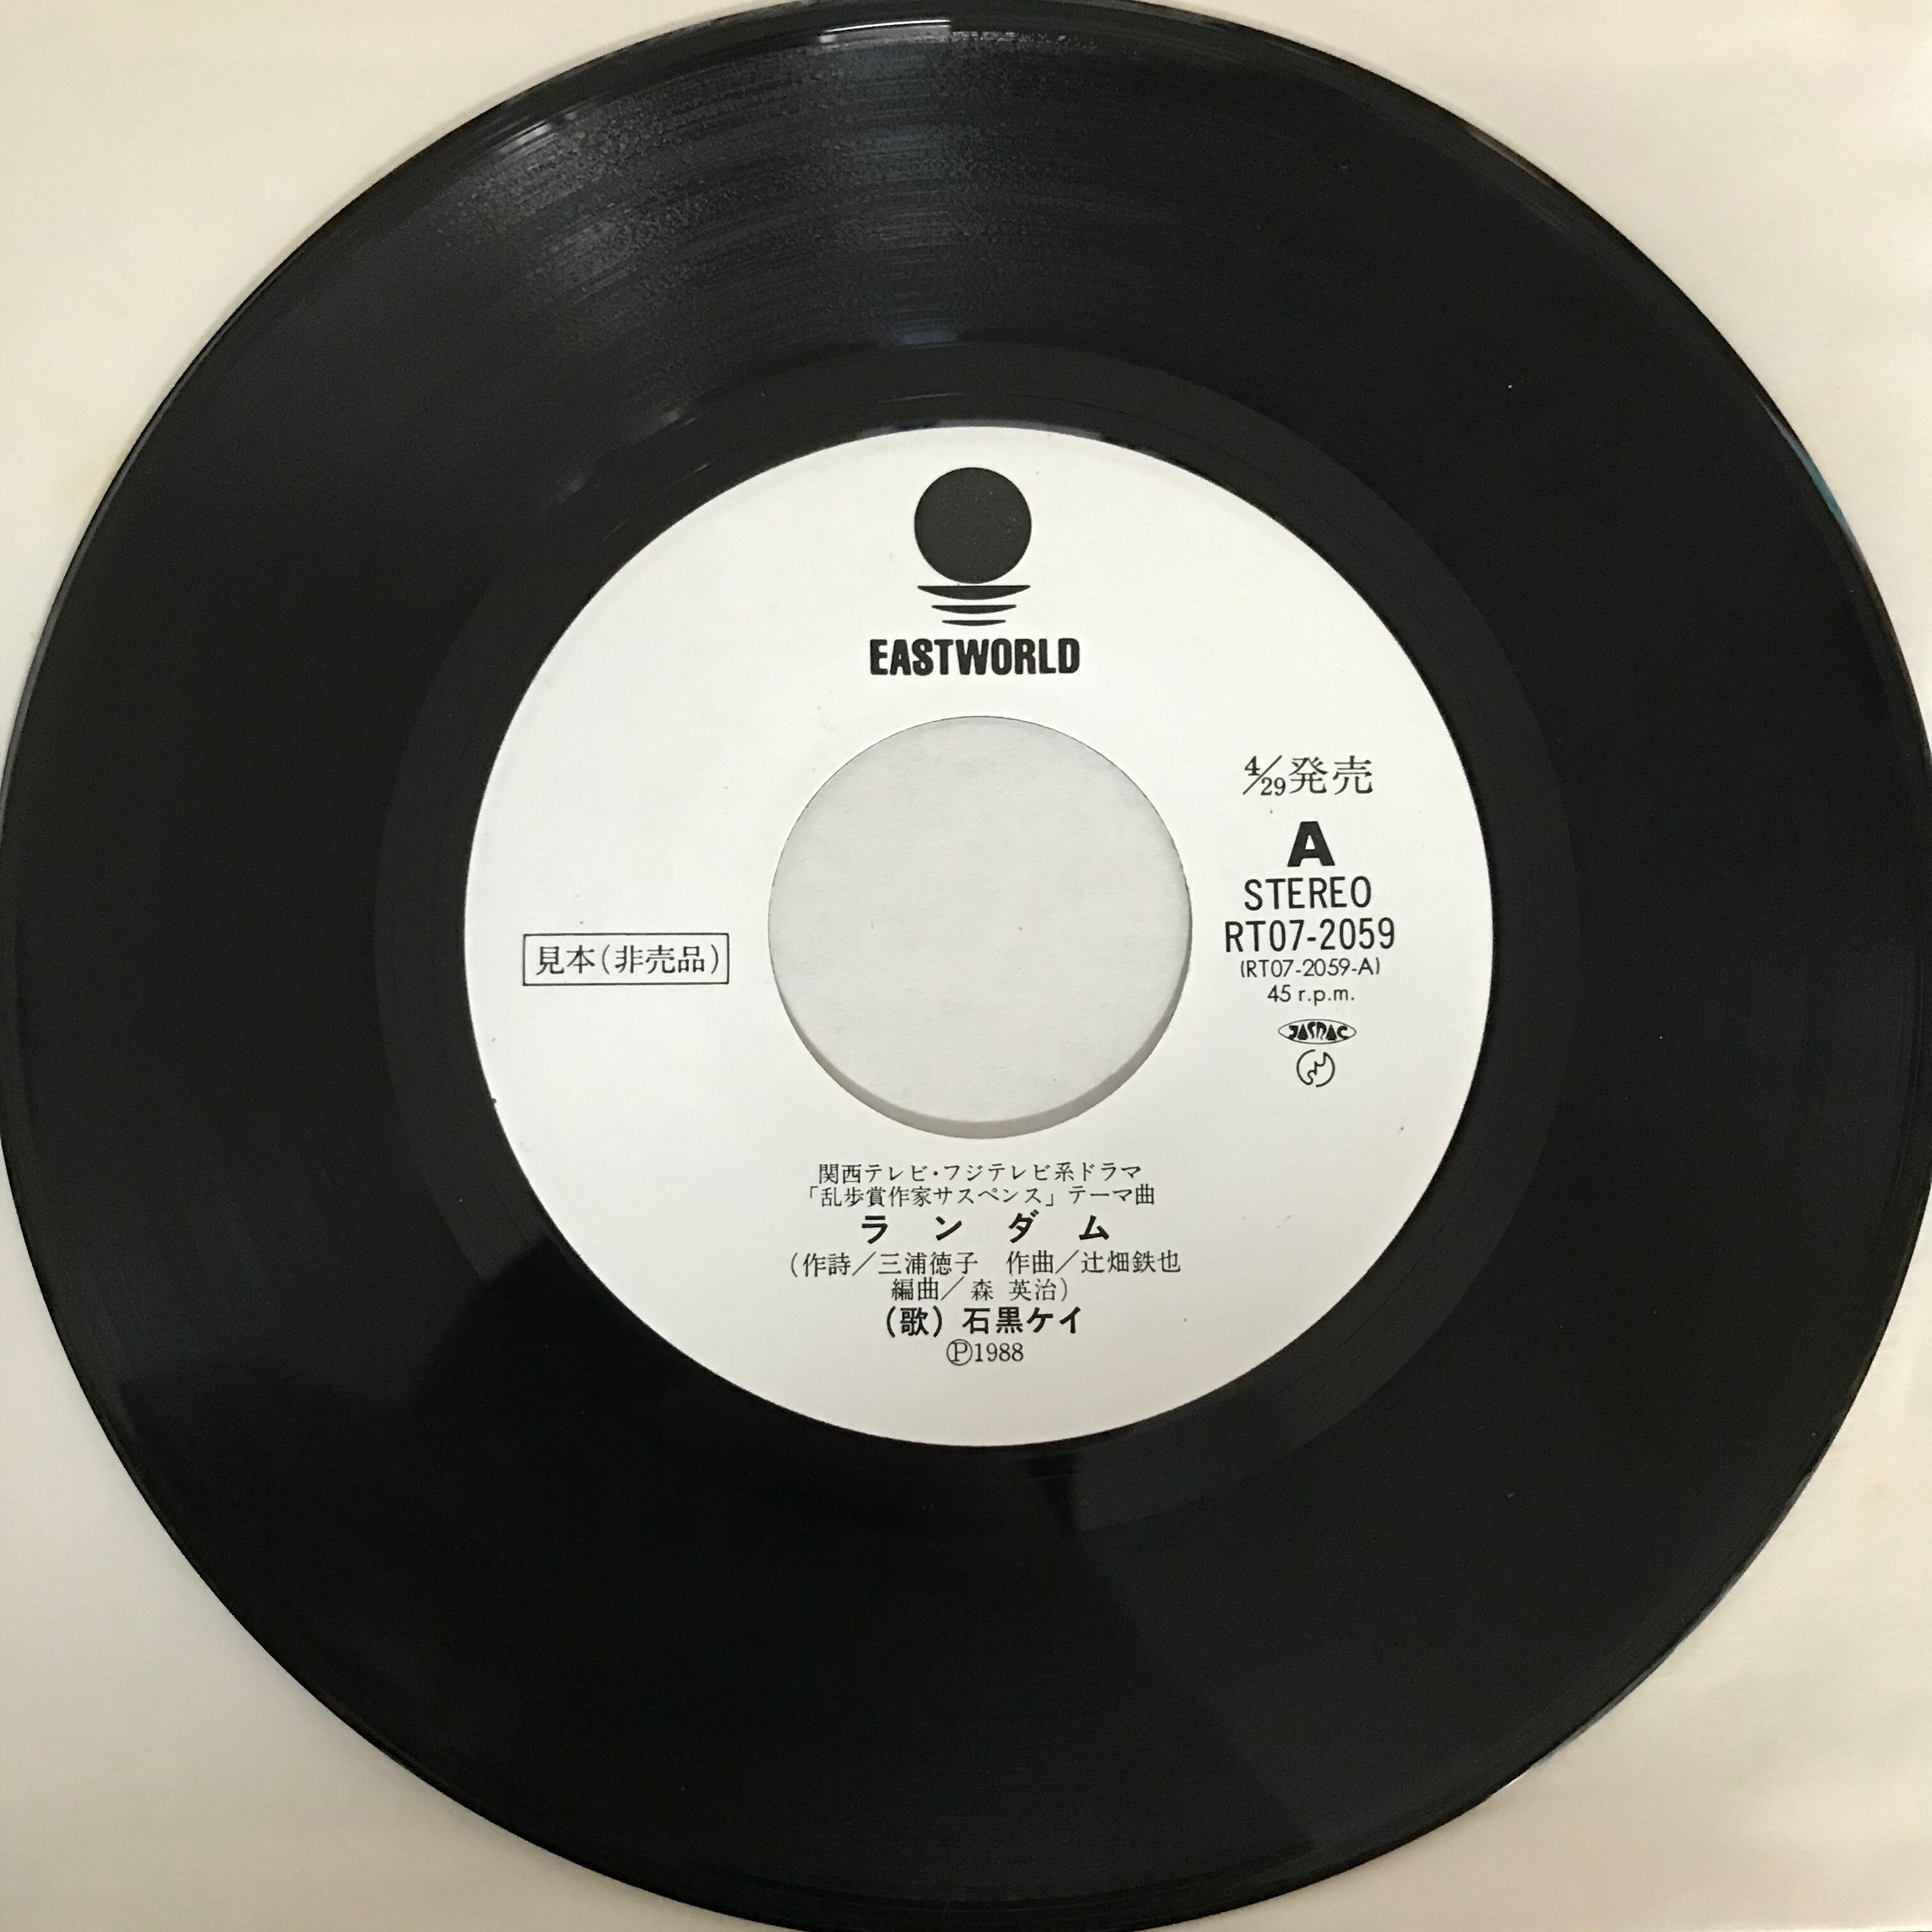 EASTWORLD
4/29発売
A
STEREO
RT07-2059
(RT07-2059-A)
45 r.p.m.
JASRAC
見本(非売品)
関西テレビ・フジテレビ系ドラマ
「乱歩賞作家サスペンス」テーマ曲
ランダム
(作詩/三浦徳子 作曲/辻畑鉄也
編曲/森 英治)
(歌)石黒ケイ
Ⓟ1988